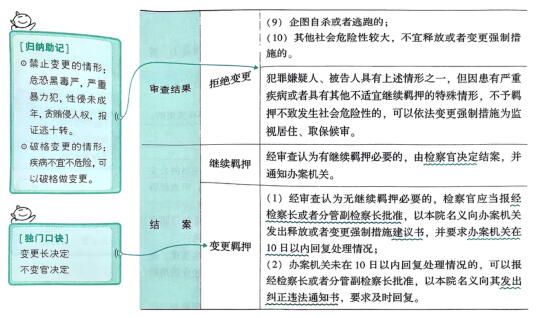 [归纳助记]
⊙禁止变更的情形：
危恐黑毒严，严重
暴力犯，性侵未成
年，贪贿侵人权，报
证逃十转。
⊙破格变更的情形：
疾病不宜不危险，可
以破格做变更。
[独门口诀]
变更长决定
不变官决定
审查结果
拒绝变更
（9）企图自杀或者逃跑的；
（10）其他社会危险性较大，不宜释放或者变更强制措
施的。
犯罪嫌疑人、被告人具有上述情形之一，但因患有严重
疾病或者具有其他不适宜继续羁押的特殊情形，不予羁
押不致发生社会危险性的，可以依法变更强制措施为监
视居住、取保候审。
结案
继续羁押
经审查认为有继续羁押必要的，由检察官决定结案，并
通知办案机关。
变更羁押
（1）经审查认为无继续羁押必要的，检察官应当报经
检察长或者分管副检察长批准，以本院名义向办案机关
发出释放或者变更强制措施建议书，并要求办案机关在
10日以内回复处理情况；
（2）办案机关未在10日以内回复处理情况的，可以报
经检察长或者分管副检察长批准，以本院名义向其发出
纠正违法通知书，要求及时回复。